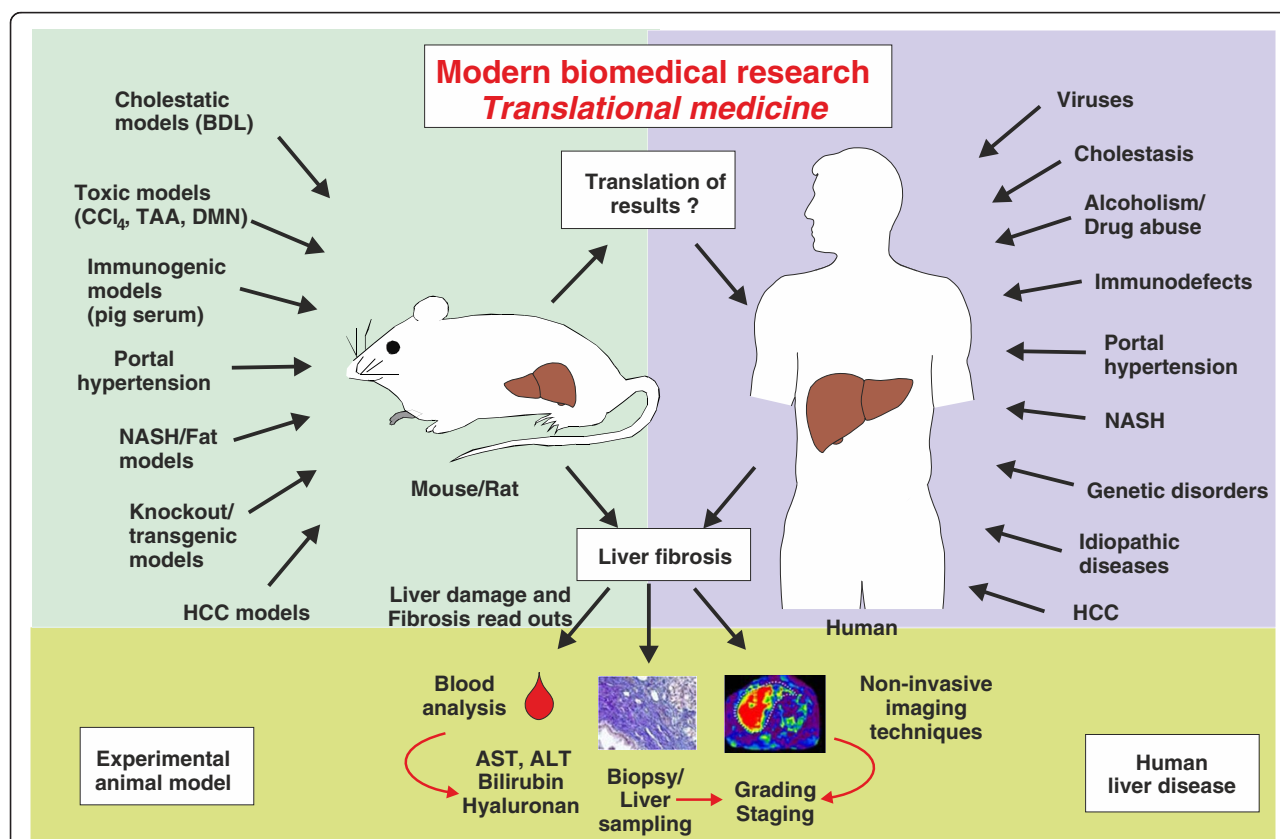 Modern biomedical research
Translational medicine
Cholestatic
models (BDL)
Toxic models
(CCl₄, TAA, DMN)
Immunogenic
models
(pig serum)
Portal
hypertension
NASH/Fat
models
Knockout/
transgenic
models
HCC models
Translation of
results ?
Mouse/Rat
Viruses
Cholestasis
Alcoholism/
Drug abuse
Immunodefects
Portal
hypertension
NASH
Genetic disorders
Idiopathic
diseases
HCC
Human
Liver fibrosis
Liver damage and
Fibrosis read outs
Blood
analysis
AST, ALT
Bilirubin
Hyaluronan
Biopsy/
Liver
sampling
Grading
Staging
Non-invasive
imaging
techniques
Experimental
animal model
Human
liver disease